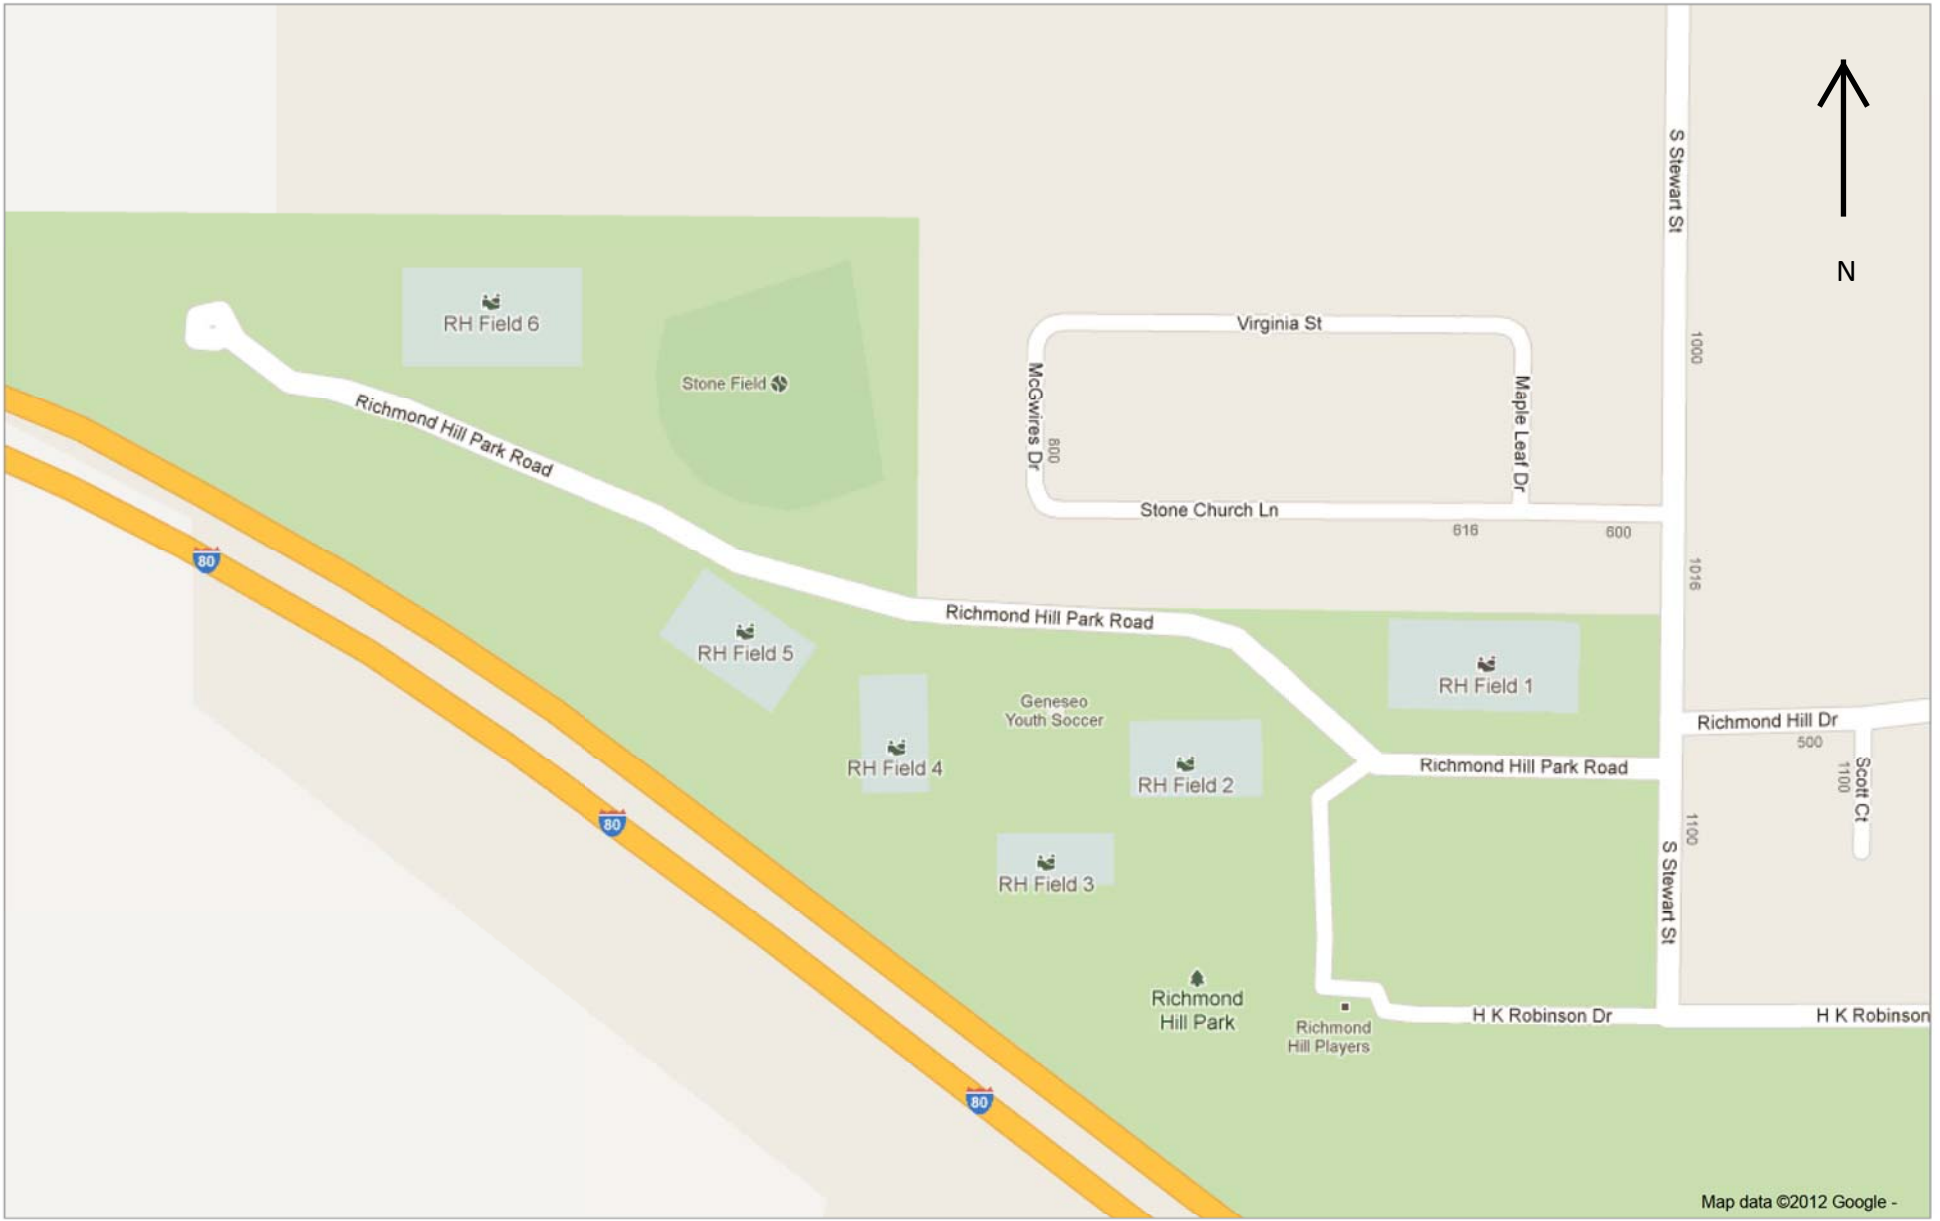 S Stewart St
N
RH Field 6
Virginia St
1000
Stone Field
McGwires Dr
800
Maple Leaf Dr
Richmond Hill Park Road
Stone Church Ln
616
600
80
1016
Richmond Hill Park Road
RH Field 5
RH Field 1
Geneseo
Youth Soccer
Richmond Hill Dr
500
RH Field 4
RH Field 2
Richmond Hill Park Road
Scott Ct
1100
80
1100
RH Field 3
S Stewart St
Richmond
Hill Park
H K Robinson Dr
H K Robinson
Richmond
Hill Players
80
Map data ©2012 Google -